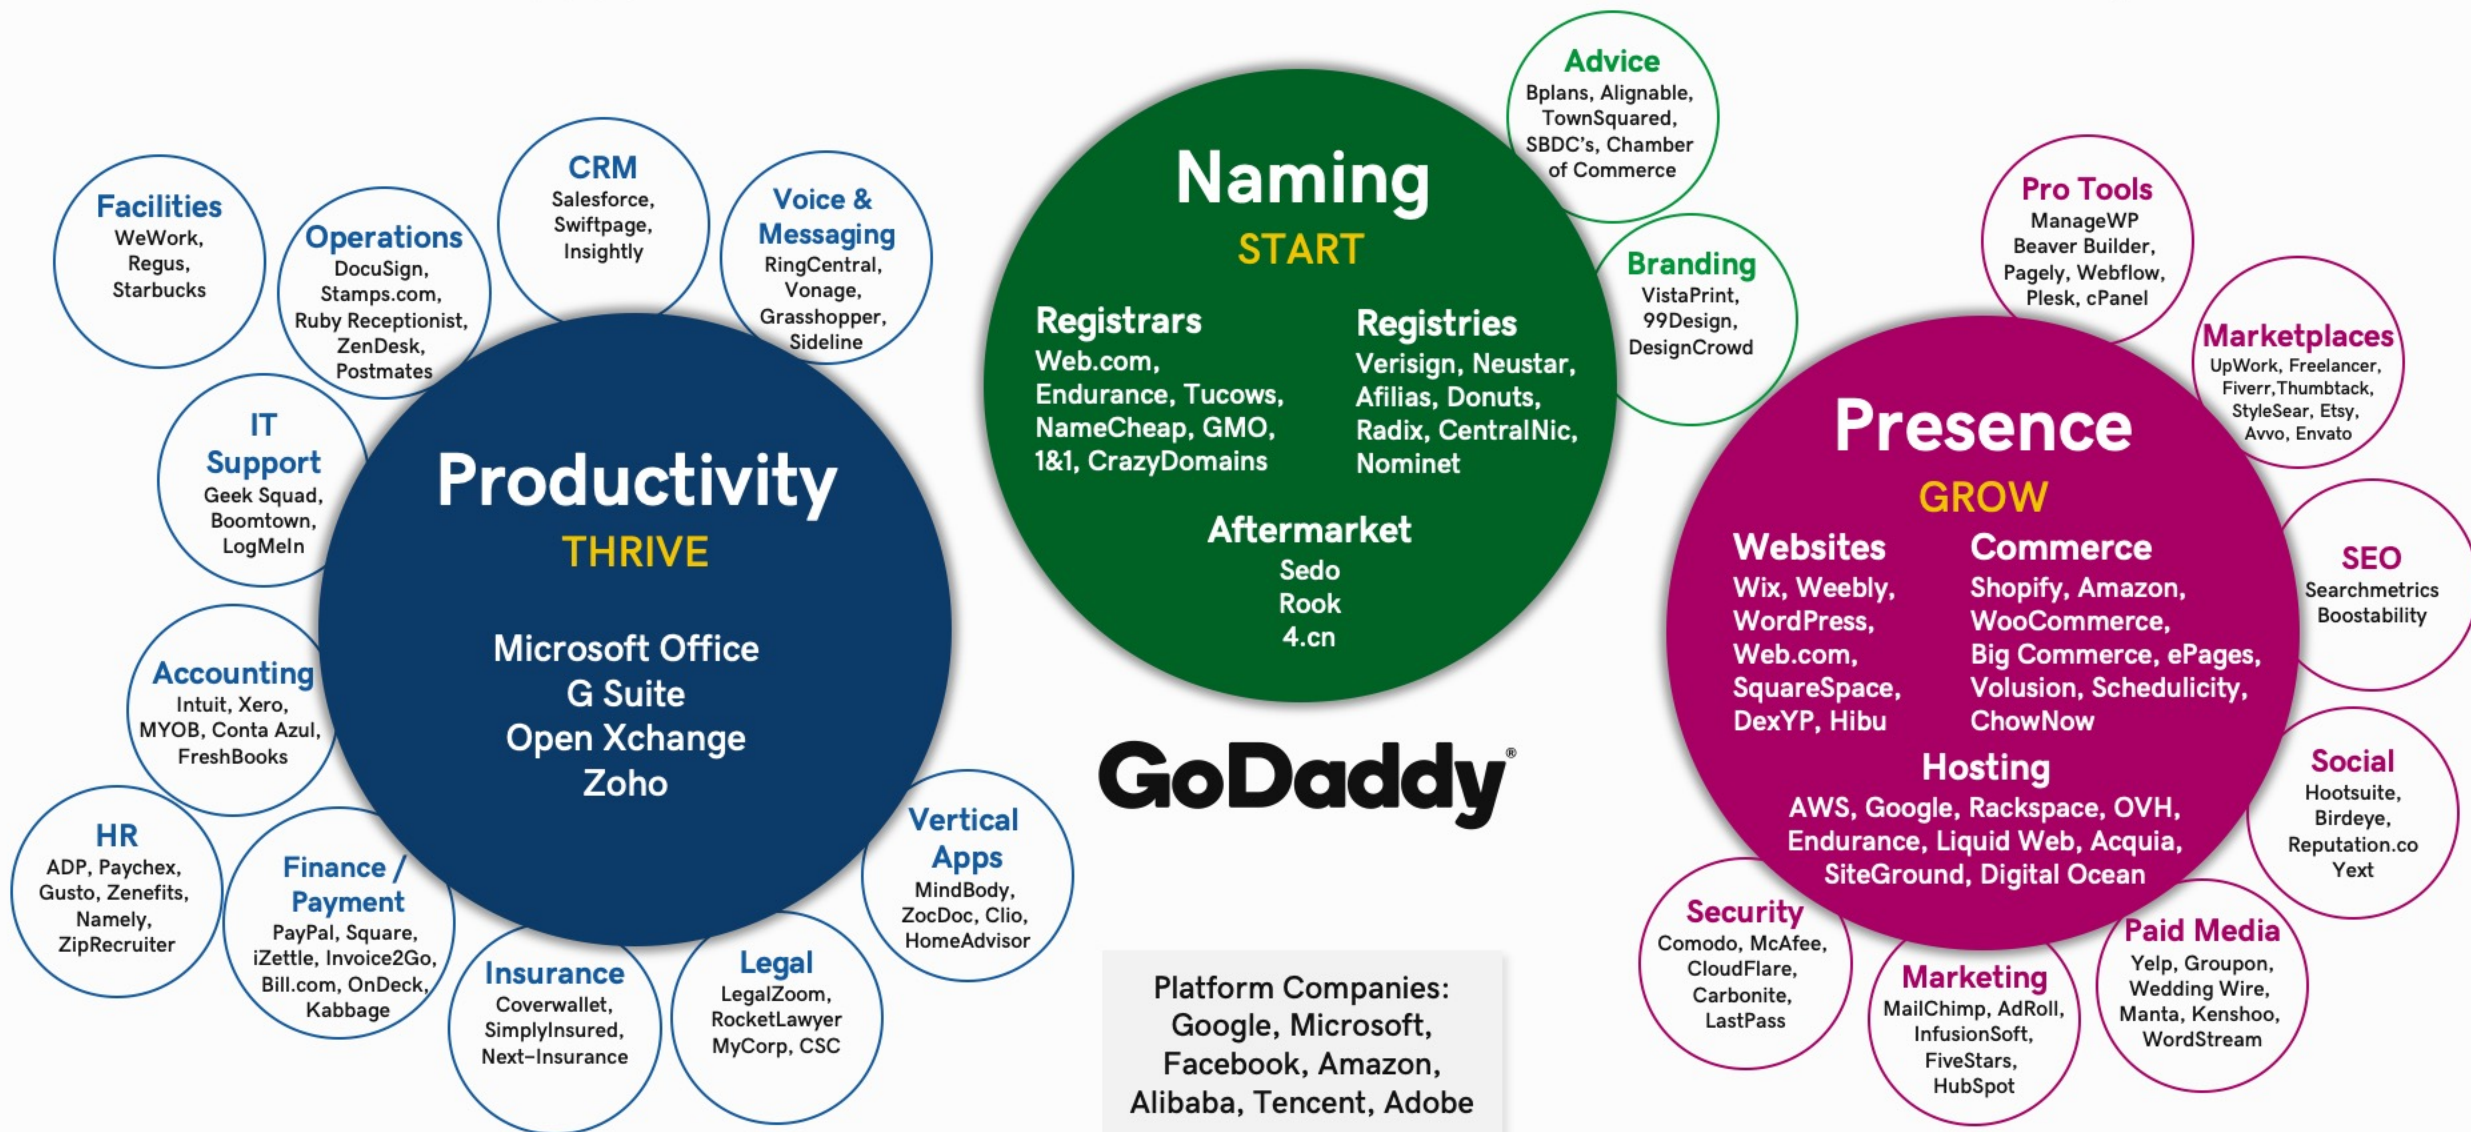 Facilities
WeWork,
Regus,
Starbucks
Operations
DocuSign,
Stamps.com,
Ruby Receptionist,
ZenDesk,
Postmates
CRM
Salesforce,
Swiftpage,
Insightly
Voice &
Messaging
RingCentral,
Vonage,
Grasshopper,
Sideline
IT
Support
Geek Squad,
Boomtown,
LogMeIn
Accounting
Intuit, Xero,
MYOB, Conta Azul,
FreshBooks
HR
ADP, Paychex,
Gusto, Zenefits,
Namely,
ZipRecruiter
Finance /
Payment
PayPal, Square,
iZettle, Invoice2Go,
Bill.com, OnDeck,
Kabbage
Insurance
Coverwallet,
SimplyInsured,
Next-Insurance
Legal
LegalZoom,
RocketLawyer
MyCorp, CSC
Vertical
Apps
MindBody,
ZocDoc, Clio,
HomeAdvisor
Productivity
THRIVE
Microsoft Office
G Suite
Open Xchange
Zoho
Naming
START
Registrars
Web.com,
Endurance, Tucows,
NameCheap, GMO,
1&1, CrazyDomains
Registries
Verisign, Neustar,
Afilias, Donuts,
Radix, CentralNic,
Nominet
Aftermarket
Sedo
Rook
4.cn
Advice
Bplans, Alignable,
TownSquared,
SBDC's, Chamber
of Commerce
Branding
VistaPrint,
99Design,
DesignCrowd
GoDaddy®
Platform Companies:
Google, Microsoft,
Facebook, Amazon,
Alibaba, Tencent, Adobe
Presence
GROW
Websites
Wix, Weebly,
WordPress,
Web.com,
SquareSpace,
DexYP, Hibu
Commerce
Shopify, Amazon,
WooCommerce,
Big Commerce, ePages,
Volusion, Schedulicity,
ChowNow
Hosting
AWS, Google, Rackspace, OVH,
Endurance, Liquid Web, Acquia,
SiteGround, Digital Ocean
Pro Tools
ManageWP
Beaver Builder,
Pagely, Webflow,
Plesk, cPanel
Marketplaces
UpWork, Freelancer,
Fiverr,Thumbtack,
StyleSear, Etsy,
Avvo, Envato
SEO
Searchmetrics
Boostability
Social
Hootsuite,
Birdeye,
Reputation.co
Yext
Paid Media
Yelp, Groupon,
Wedding Wire,
Manta, Kenshoo,
WordStream
Marketing
MailChimp, AdRoll,
InfusionSoft,
FiveStars,
HubSpot
Security
Comodo, McAfee,
CloudFlare,
Carbonite,
LastPass